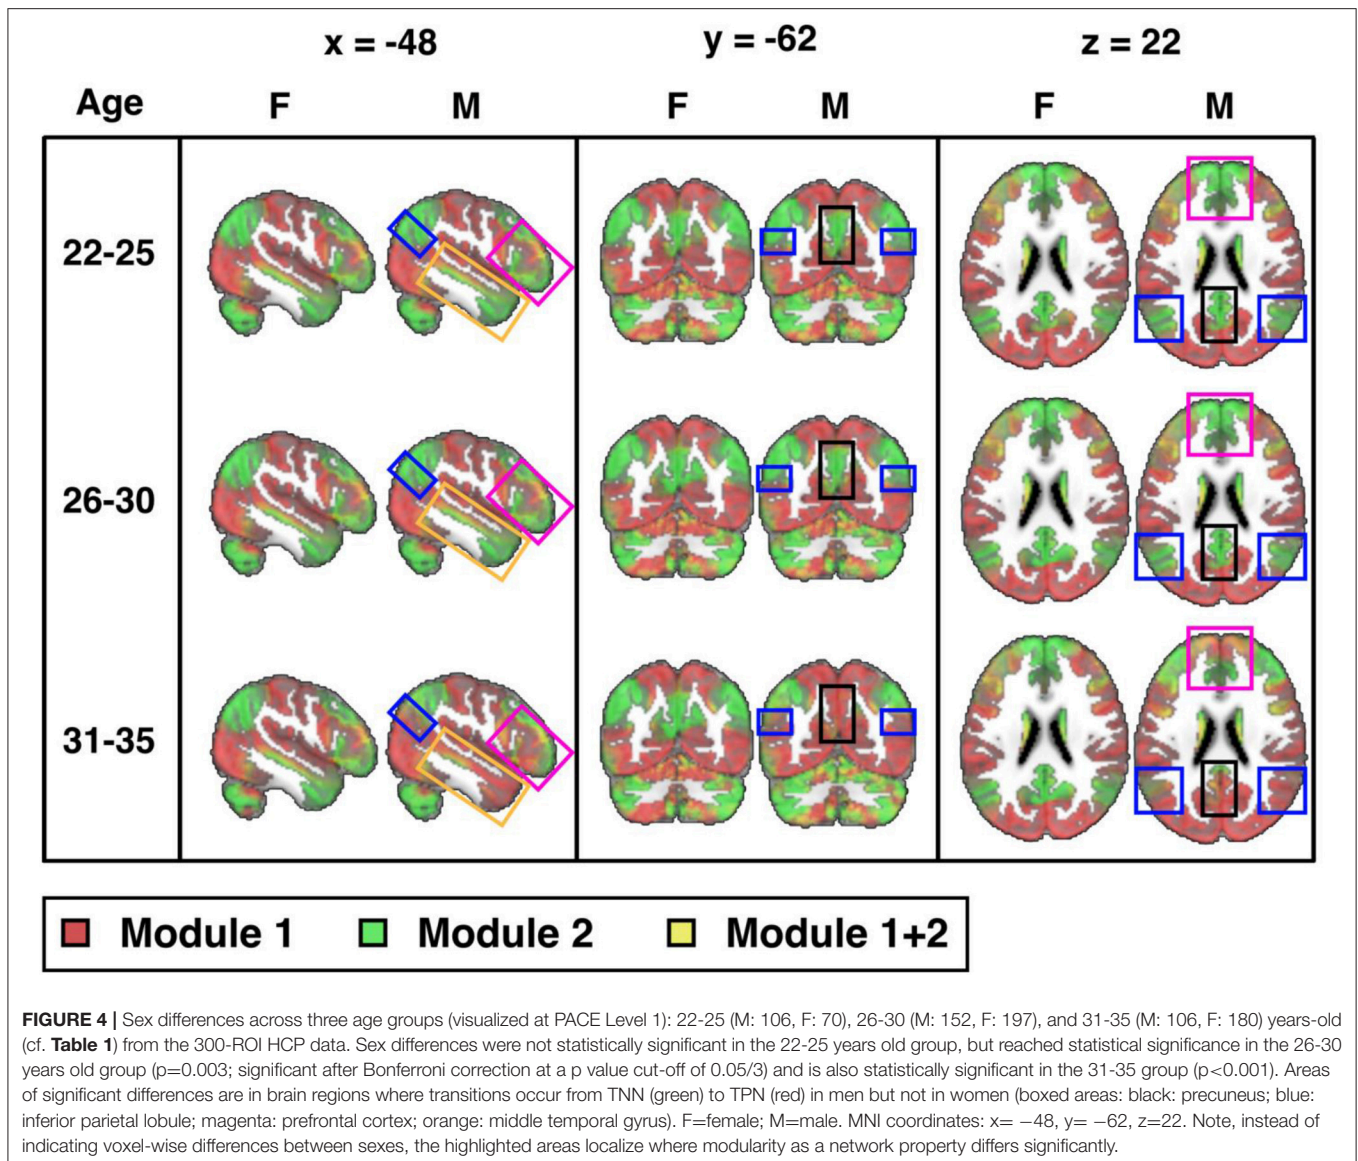 x = -48 y = -62 z = 22
Age F M F M F M
22-25
26-30
31-35
Module 1 Module 2 Module 1+2
FIGURE 4 | Sex differences across three age groups (visualized at PACE Level 1): 22-25 (M: 106, F: 70), 26-30 (M: 152, F: 197), and 31-35 (M: 106, F: 180) years-old
(cf. Table 1) from the 300-ROI HCP data. Sex differences were not statistically significant in the 22-25 years old group, but reached statistical significance in the 26-30
years old group (p=0.003; significant after Bonferroni correction at a p value cut-off of 0.05/3) and is also statistically significant in the 31-35 group (p<0.001). Areas
of significant differences are in brain regions where transitions occur from TNN (green) to TPN (red) in men but not in women (boxed areas: black: precuneus; blue:
inferior parietal lobule; magenta: prefrontal cortex; orange: middle temporal gyrus). F=female; M=male. MNI coordinates: x= −48, y= −62, z=22. Note, instead of
indicating voxel-wise differences between sexes, the highlighted areas localize where modularity as a network property differs significantly.